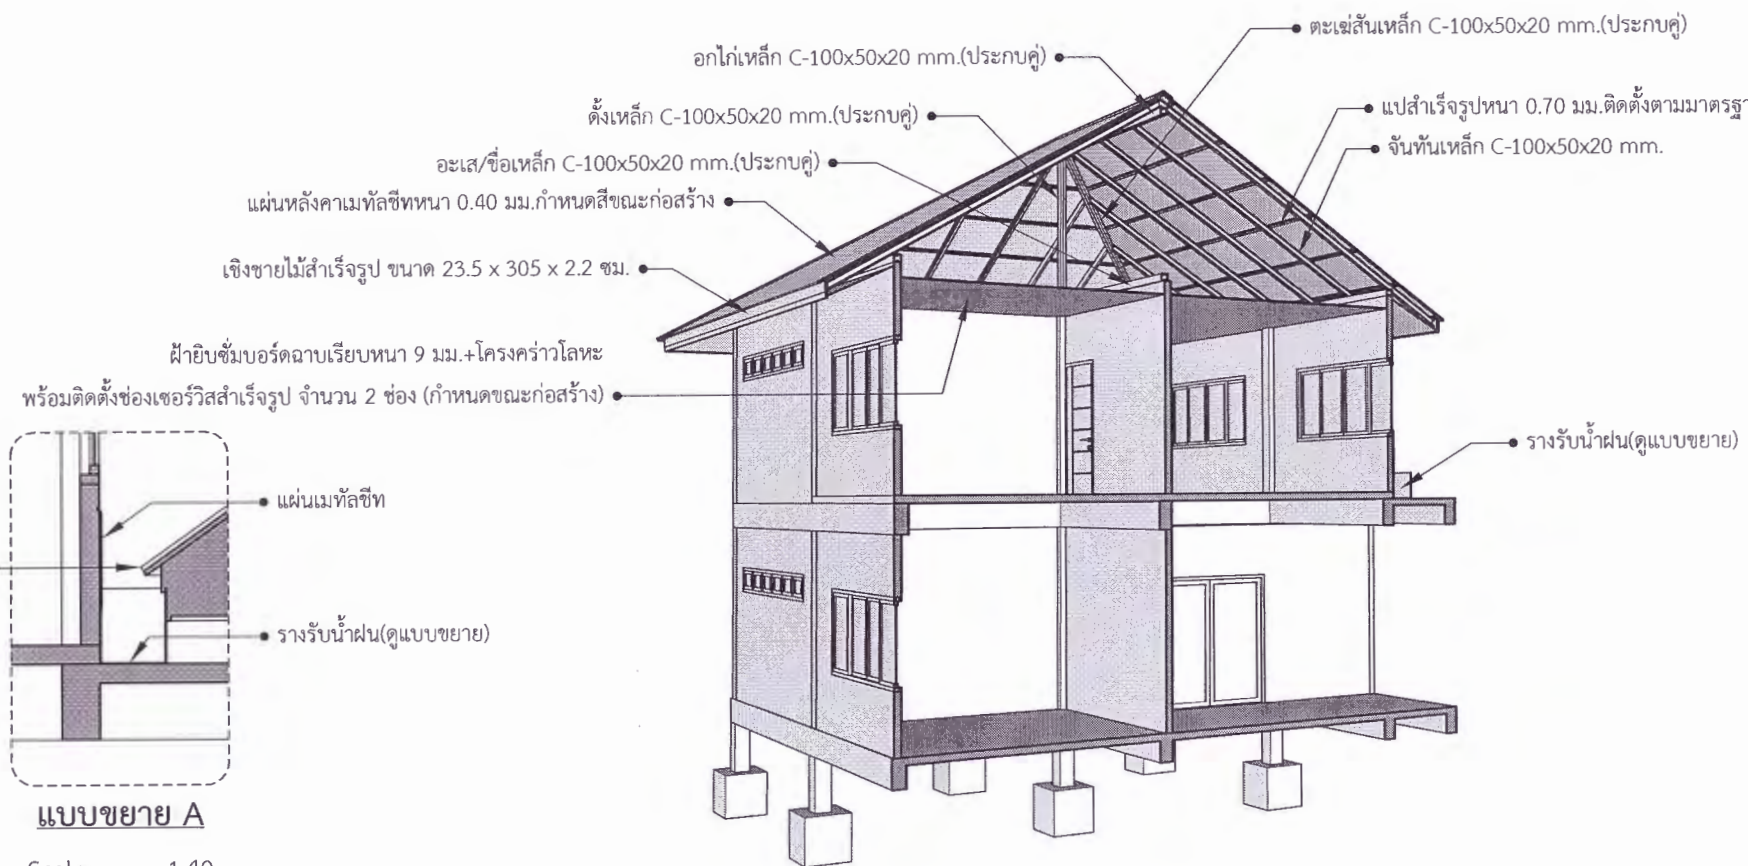 ตะเฆ่สันเหล็ก C-100x50x20 mm.(ประกบคู่)
อกไก่เหล็ก C-100x50x20 mm.(ประกบคู่)
ดั้งเหล็ก C-100x50x20 mm.(ประกบคู่)
แปสำเร็จรูปหนา 0.70 มม.ติดตั้งตามมาตรฐา
จันทันเหล็ก C-100x50x20 mm.
อะเส/ขื่อเหล็ก C-100x50x20 mm.(ประกบคู่)
แผ่นหลังคาเมทัลชีทหนา 0.40 มม.กำหนดสีขณะก่อสร้าง
เชิงชายไม้สำเร็จรูป ขนาด 23.5 x 305 x 2.2 ซม.
ฝ้ายิบซั่มบอร์ดฉาบเรียบหนา 9 มม.+โครงคร่าวโลหะ
พร้อมติดตั้งช่องเซอร์วิสสำเร็จรูป จำนวน 2 ช่อง (กำหนดขณะก่อสร้าง)
รางรับน้ำฝน(ดูแบบขยาย)
แผ่นเมทัลชีท
รางรับน้ำฝน(ดูแบบขยาย)
แบบขยาย A